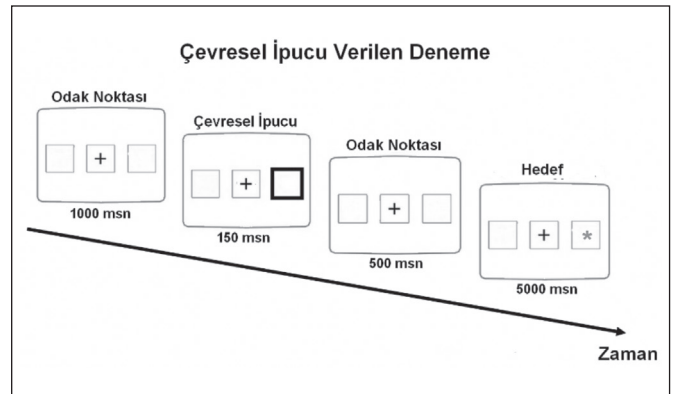 Çevresel İpucu Verilen Deneme
Odak Noktası
+
1000 msn
Çevresel İpucu
+
150 msn
Odak Noktası
+
500 msn
Hedef
+ *
5000 msn
Zaman